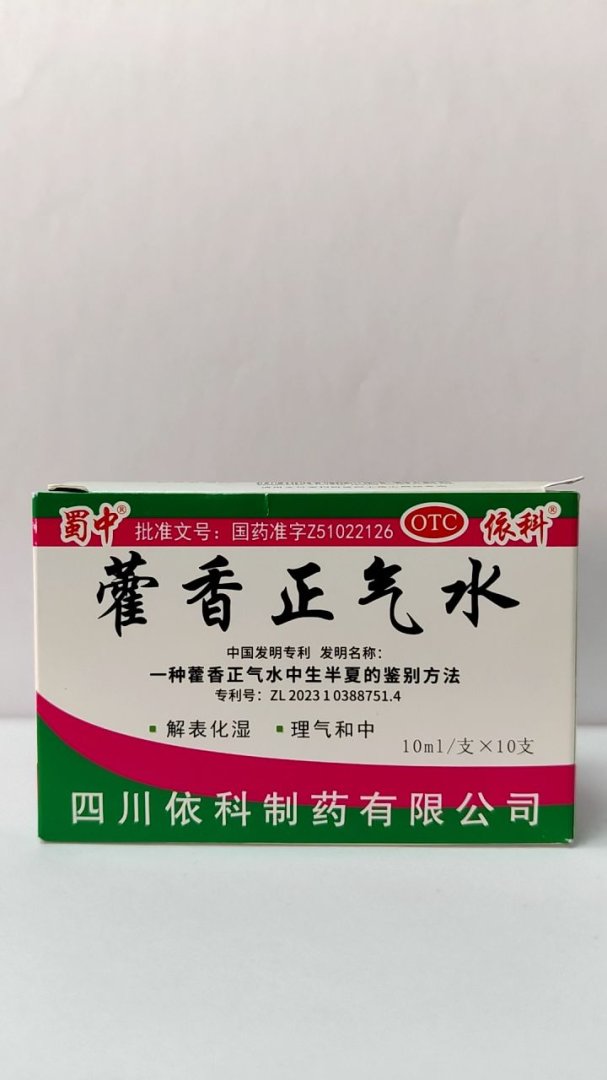 蜀中® 批准文号：国药准字Z51022126 OTC 依科®
藿香正气水
中国发明专利 发明名称：
一种藿香正气水中生半夏的鉴别方法
专利号：ZL 2023 1 0388751.4
▪ 解表化湿 ▪ 理气和中
10ml/支×10支
四川依科制药有限公司